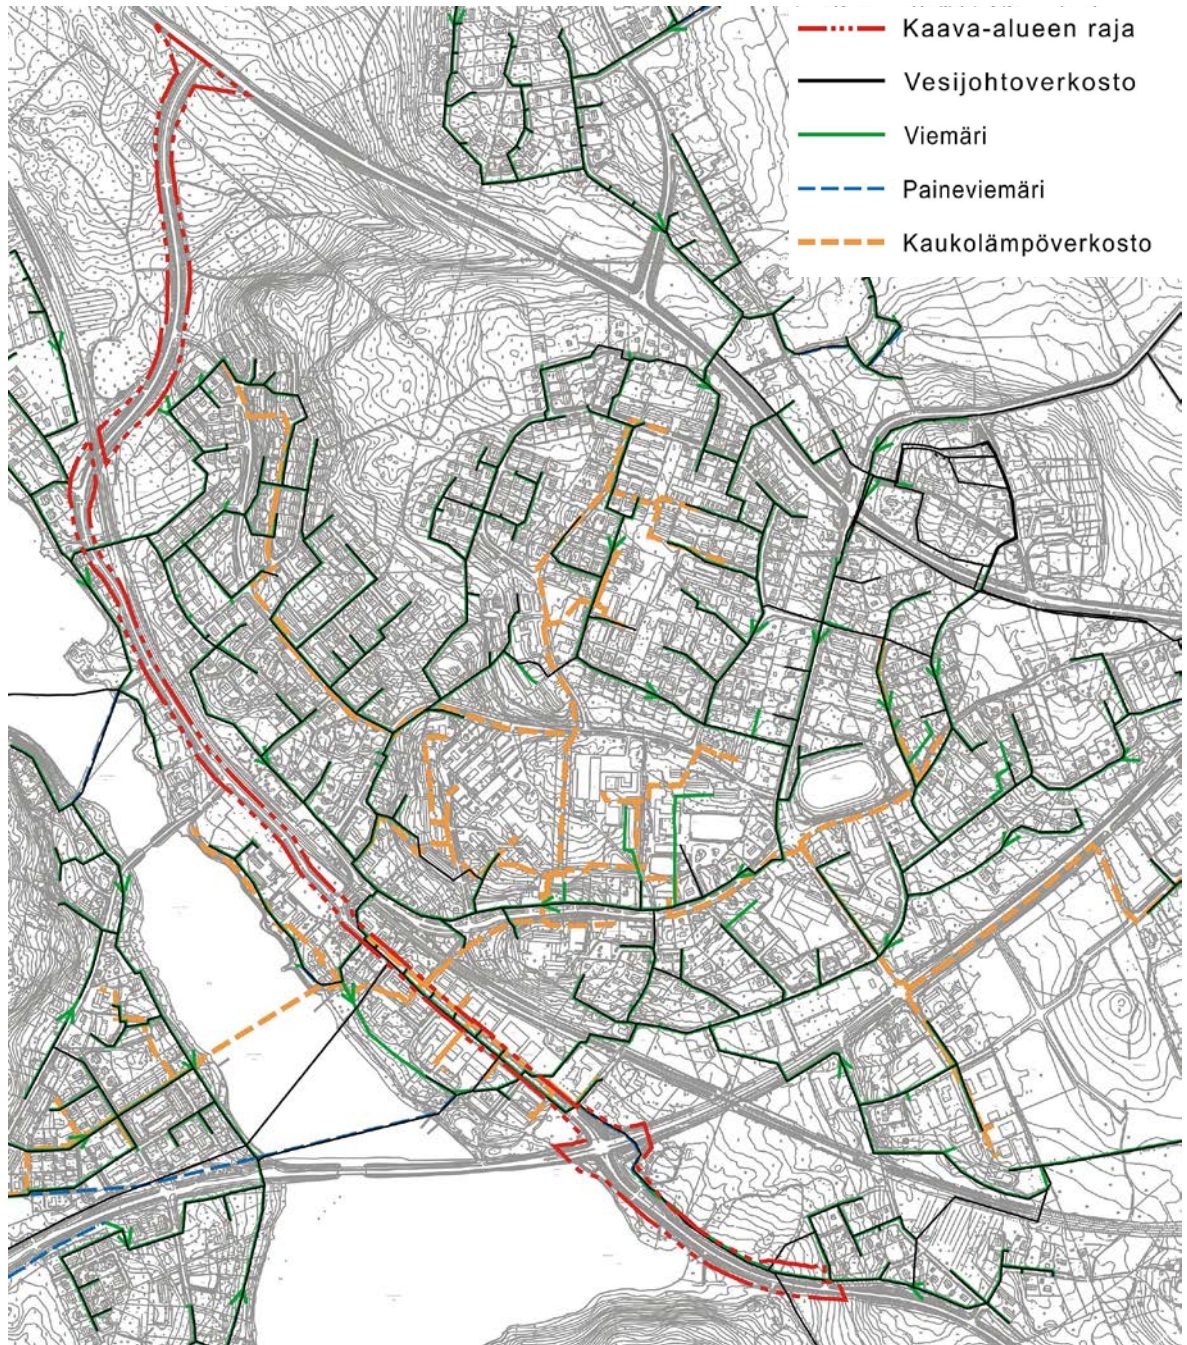 Kaava-alueen raja
Vesijohtoverkosto
Viemäri
Paineviemäri
Kaukolämpöverkosto